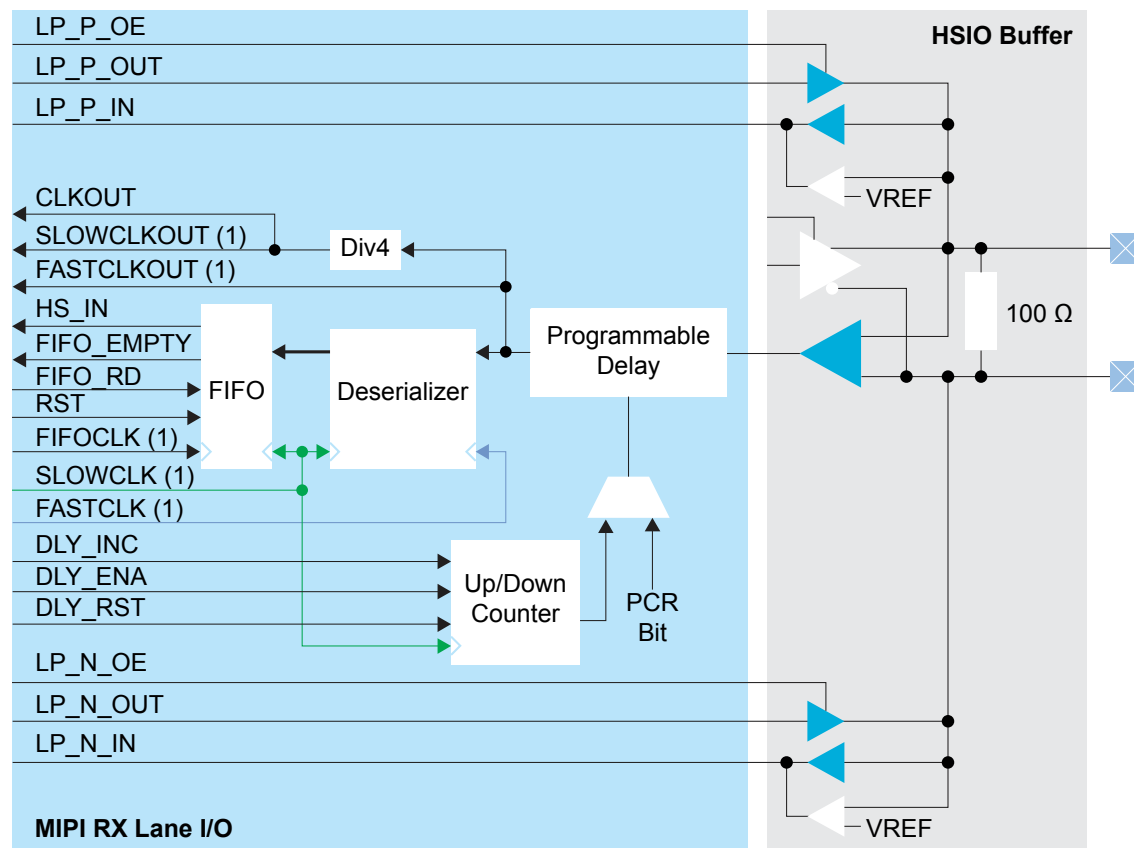 LP_P_OE
HSIO Buffer
LP_P_OUT
LP_P_IN
VREF
CLKOUT
SLOWCLKOUT (1)
Div4
FASTCLKOUT (1)
HS_IN
FIFO_EMPTY
FIFO_RD
RST
FIFOCLK (1)
SLOWCLK (1)
FASTCLK (1)
FIFO
Deserializer
Programmable
Delay
100 Ω
DLY_INC
DLY_ENA
DLY_RST
Up/Down
Counter
PCR
Bit
LP_N_OE
LP_N_OUT
LP_N_IN
VREF
MIPI RX Lane I/O